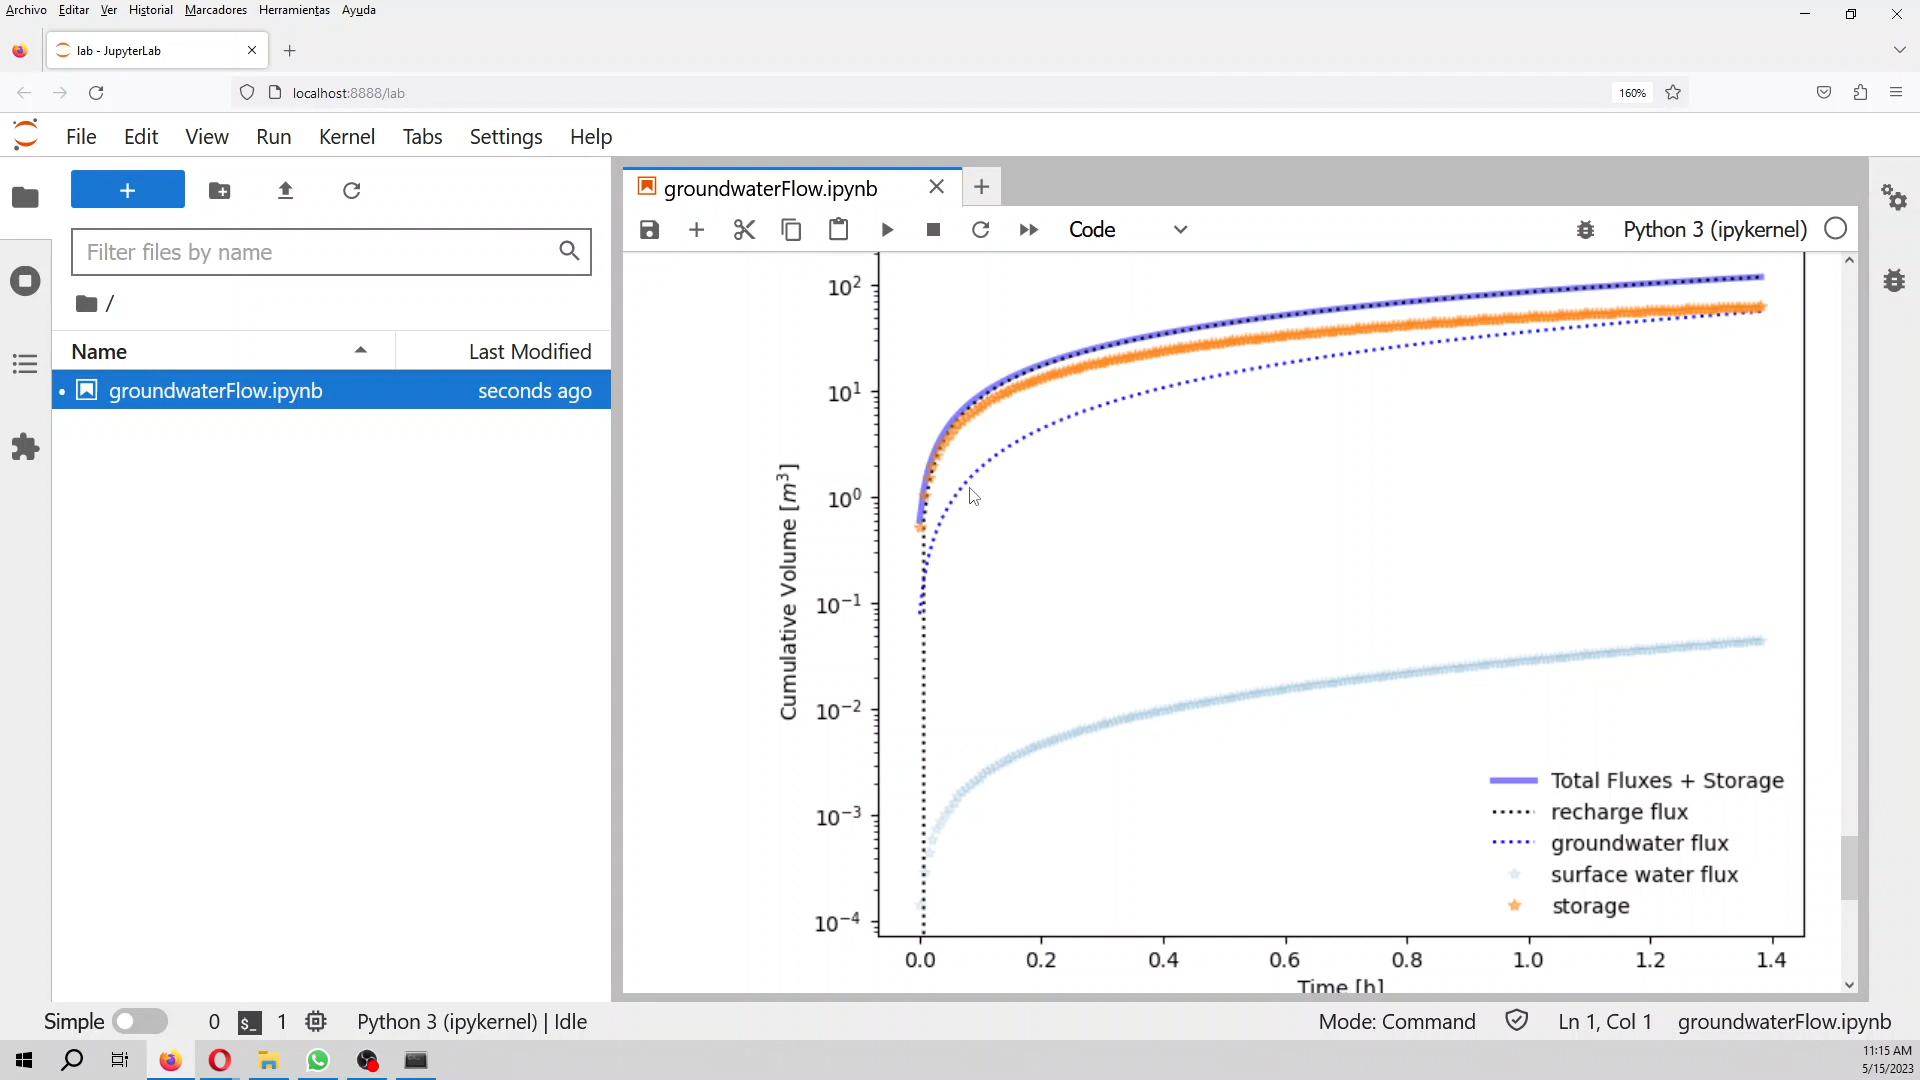 Archivo Editar Ver Historial Marcadores Herramientas Ayuda
lab - JupyterLab
localhost:8888/lab
160%
File Edit View Run Kernel Tabs Settings Help
Filter files by name
/
Name Last Modified
groundwaterFlow.ipynb seconds ago
groundwaterFlow.ipynb
Code
Python 3 (ipykernel)
10²
10¹
10⁰
10⁻¹
10⁻²
10⁻³
10⁻⁴
Cumulative Volume [m³]
Total Fluxes + Storage
recharge flux
groundwater flux
surface water flux
storage
0.0 0.2 0.4 0.6 0.8 1.0 1.2 1.4
Time [h]
Simple 0 $_ 1 Python 3 (ipykernel) | Idle
Mode: Command Ln 1, Col 1 groundwaterFlow.ipynb
11:15 AM
5/15/2023